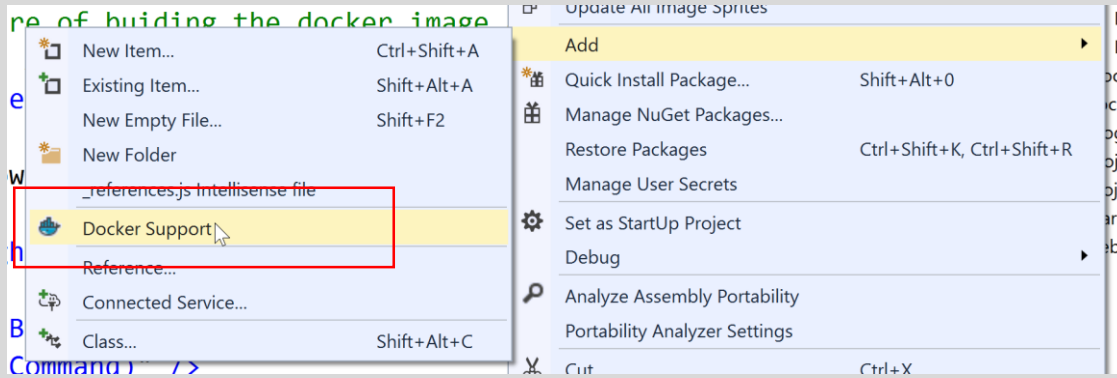 re of buiding the docker image
New Item... Ctrl+Shift+A
Existing Item... Shift+Alt+A
New Empty File... Shift+F2
New Folder
_references.js Intellisense file
Docker Support
Reference...
Connected Service...
Class... Shift+Alt+C
Command)" />
Update All Image Sprites
Add
Quick Install Package... Shift+Alt+0
Manage NuGet Packages...
Restore Packages Ctrl+Shift+K, Ctrl+Shift+R
Manage User Secrets
Set as StartUp Project
Debug
Analyze Assembly Portability
Portability Analyzer Settings
Cut Ctrl+X